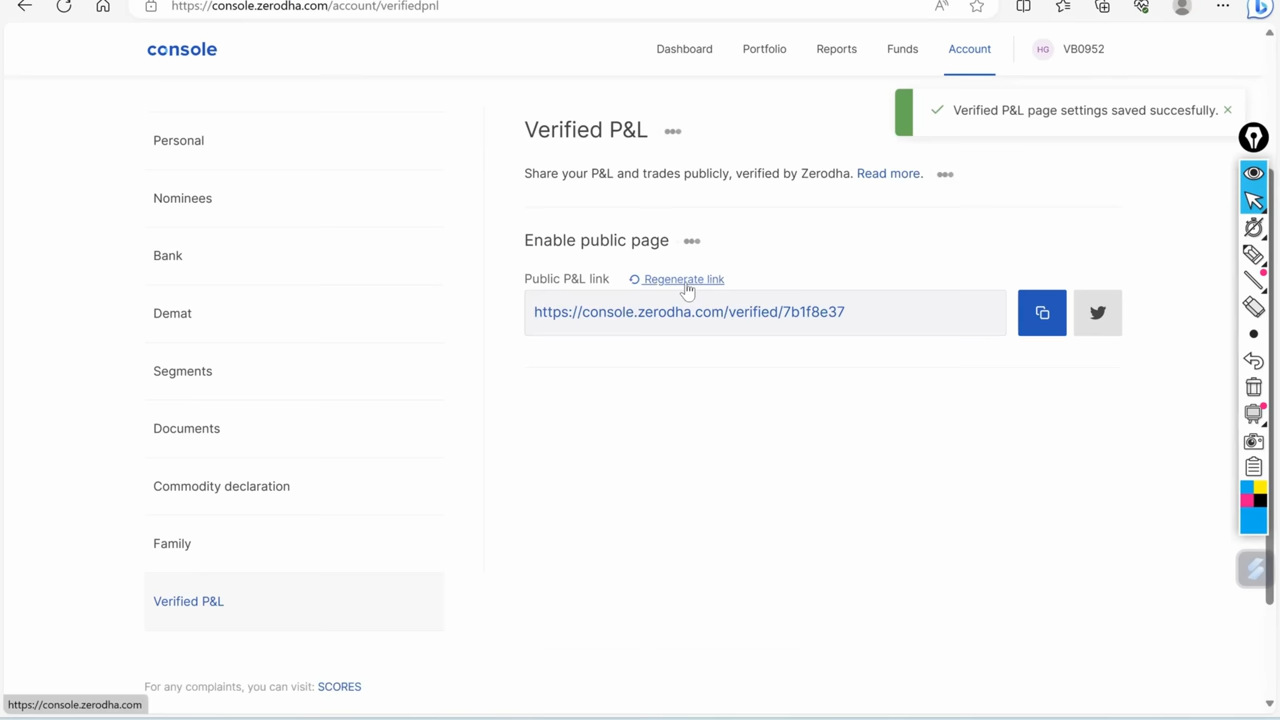 https://console.zerodha.com/account/verifiedpnl
console
Dashboard
Portfolio
Reports
Funds
Account
HG
VB0952
Verified P&L page settings saved succesfully.
Personal
Nominees
Bank
Demat
Segments
Documents
Commodity declaration
Family
Verified P&L
Verified P&L
Share your P&L and trades publicly, verified by Zerodha. Read more.
Enable public page
Public P&L link
Regenerate link
https://console.zerodha.com/verified/7b1f8e37
For any complaints, you can visit: SCORES
https://console.zerodha.com